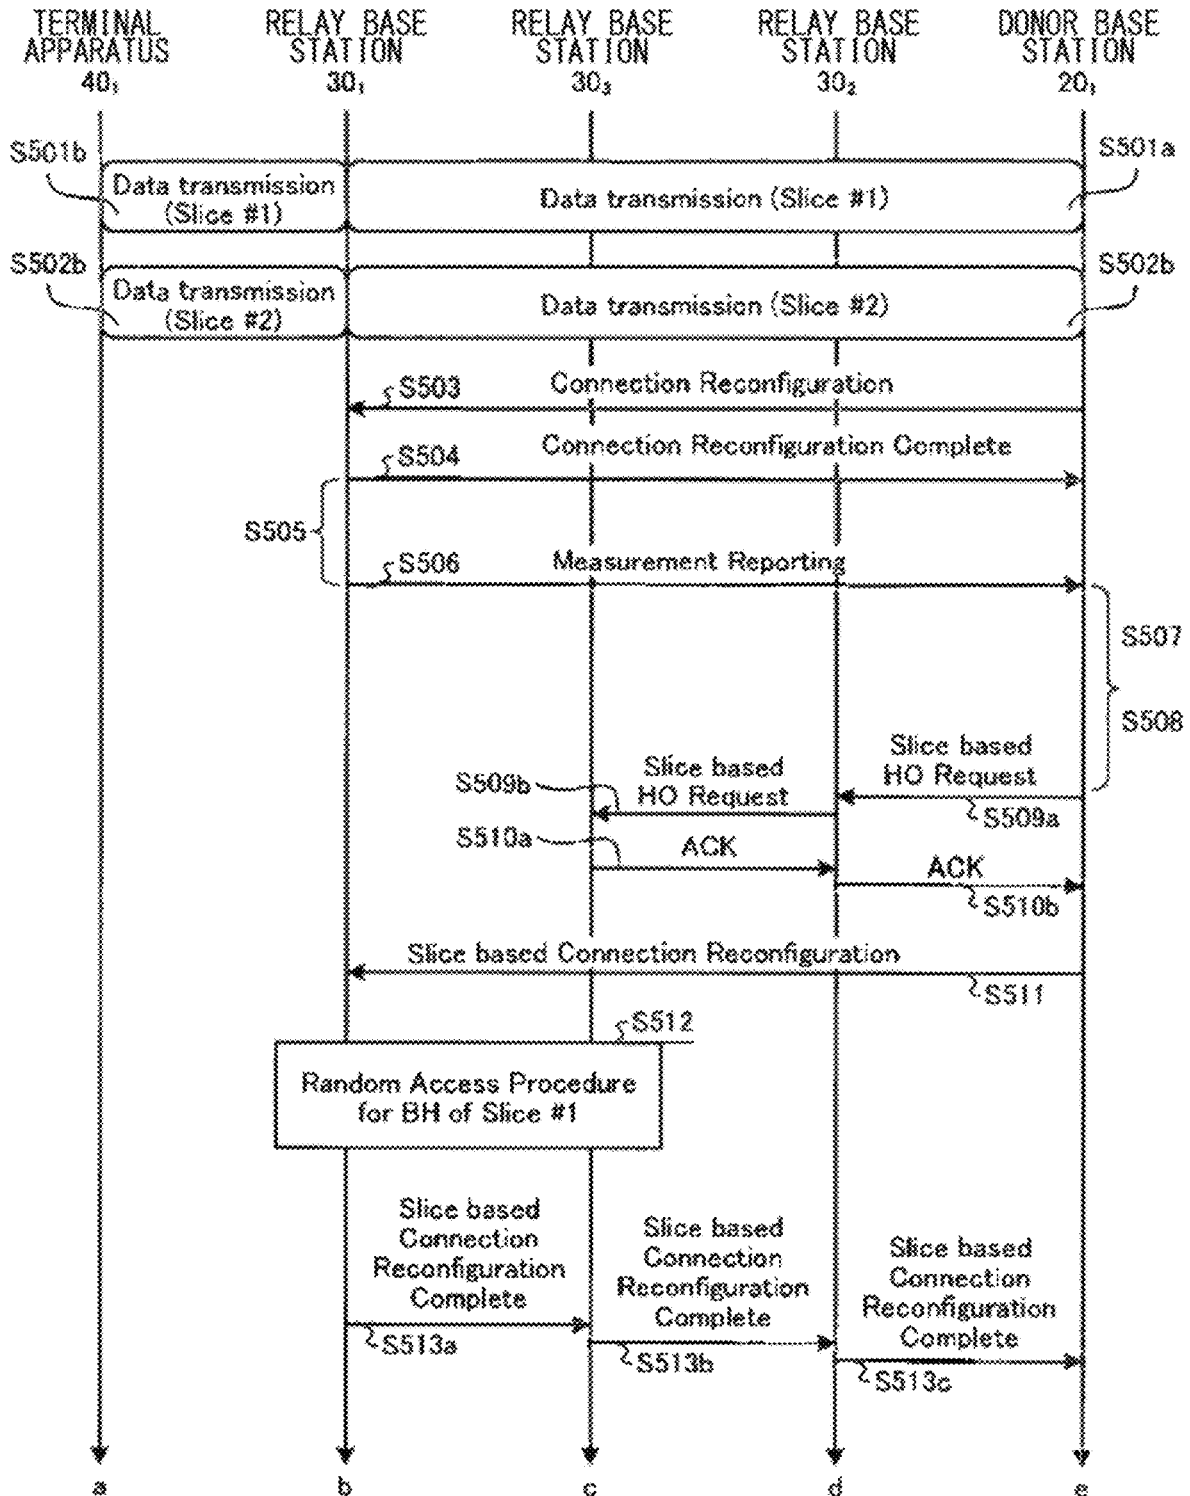 TERMINAL APPARATUS 40₁
RELAY BASE STATION 30₁
RELAY BASE STATION 30₃
RELAY BASE STATION 30₂
DONOR BASE STATION 20₁
S501b
S501a
Data transmission
(Slice #1)
Data transmission (Slice #1)
S502b
S502b
Data transmission
(Slice #2)
Data transmission (Slice #2)
S503
Connection Reconfiguration
S504
Connection Reconfiguration Complete
S505
S506
Measurement Reporting
S507
S508
Slice based
HO Request
S509a
Slice based
HO Request
S509b
S510a
ACK
ACK
S510b
Slice based Connection Reconfiguration
S511
S512
Random Access Procedure
for BH of Slice #1
Slice based
Connection
Reconfiguration
Complete
S513a
Slice based
Connection
Reconfiguration
Complete
S513b
Slice based
Connection
Reconfiguration
Complete
S513c
a
b
c
d
e